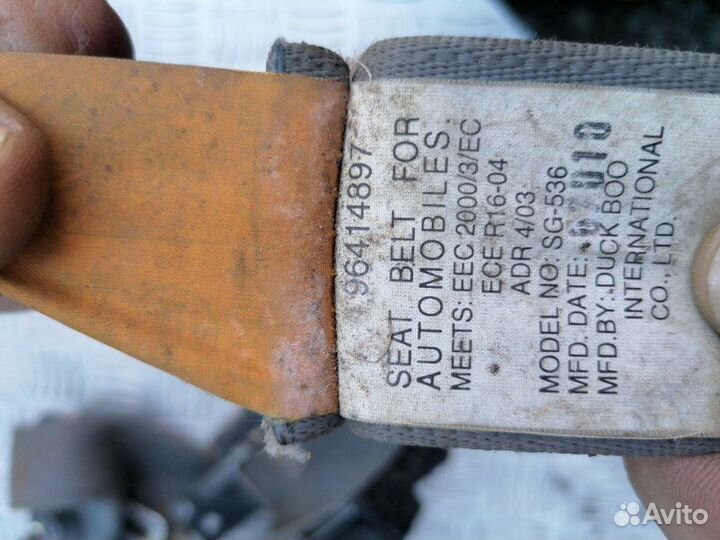 96414897
SEAT BELT FOR
AUTOMOBILES.
MEETS: EEC 2000/3/EC
ECE R16-04
ADR 4/03
MODEL NO: SG-536
MFD. DATE:
MFD.BY: DUCK BOO
INTERNATIONAL
CO., LTD.
Avito